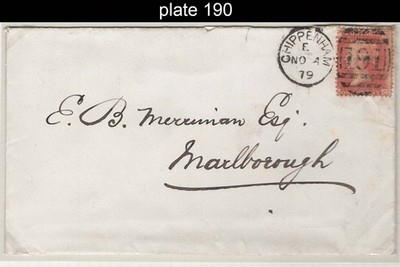 plate 190
CHIPPENHAM
E
NO 4
79
191
E. B. Merriman Esq.
Marlborough